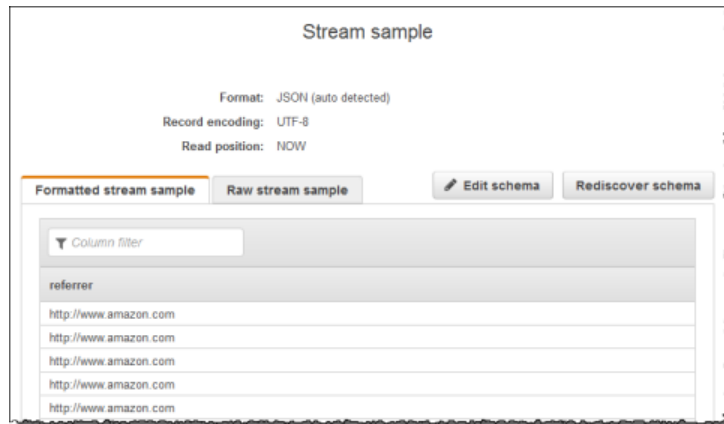 Stream sample
Format: JSON (auto detected)
Record encoding: UTF-8
Read position: NOW
Formatted stream sample Raw stream sample Edit schema Rediscover schema
Column filter
referrer
http://www.amazon.com
http://www.amazon.com
http://www.amazon.com
http://www.amazon.com
http://www.amazon.com